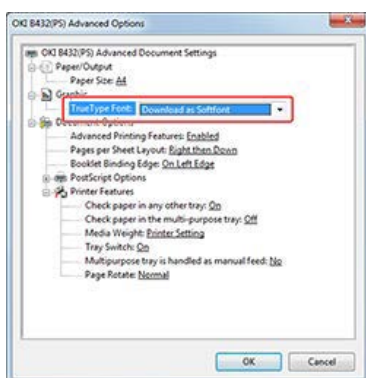 OKI B432(PS) Advanced Options
OKI B432(PS) Advanced Document Settings
Paper/Output
Paper Size: A4
Graphic
TrueType Font: Download as Softfont
Document Options
Advanced Printing Features: Enabled
Pages per Sheet Layout: Right then Down
Booklet Binding Edge: On Left Edge
PostScript Options
Printer Features
Check paper in any other tray: On
Check paper in the multi-purpose tray: Off
Media Weight: Printer Setting
Tray Switch: On
Multipurpose tray is handled as manual feed: No
Page Rotate: Normal
OK Cancel